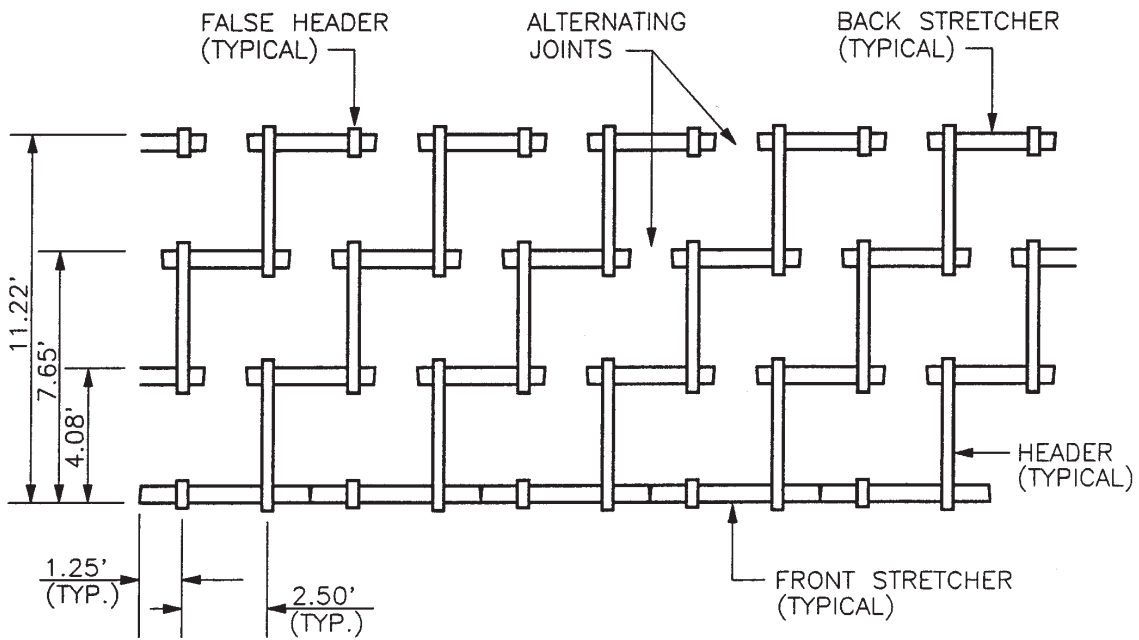 FALSE HEADER
(TYPICAL)
ALTERNATING
JOINTS
BACK STRETCHER
(TYPICAL)
11.22'
7.65'
4.08'
HEADER
(TYPICAL)
1.25'
(TYP.)
2.50'
(TYP.)
FRONT STRETCHER
(TYPICAL)